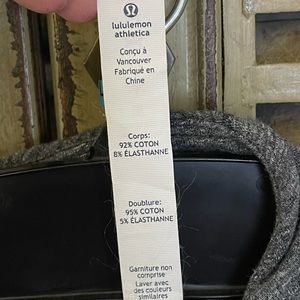 lululemon
athletica
Conçu à
Vancouver
Fabriqué en
Chine
Corps:
92% COTON
8% ÉLASTHANNE
Doublure:
95% COTON
5% ÉLASTHANNE
Garniture non
comprise
Laver avec
des couleurs
similaires